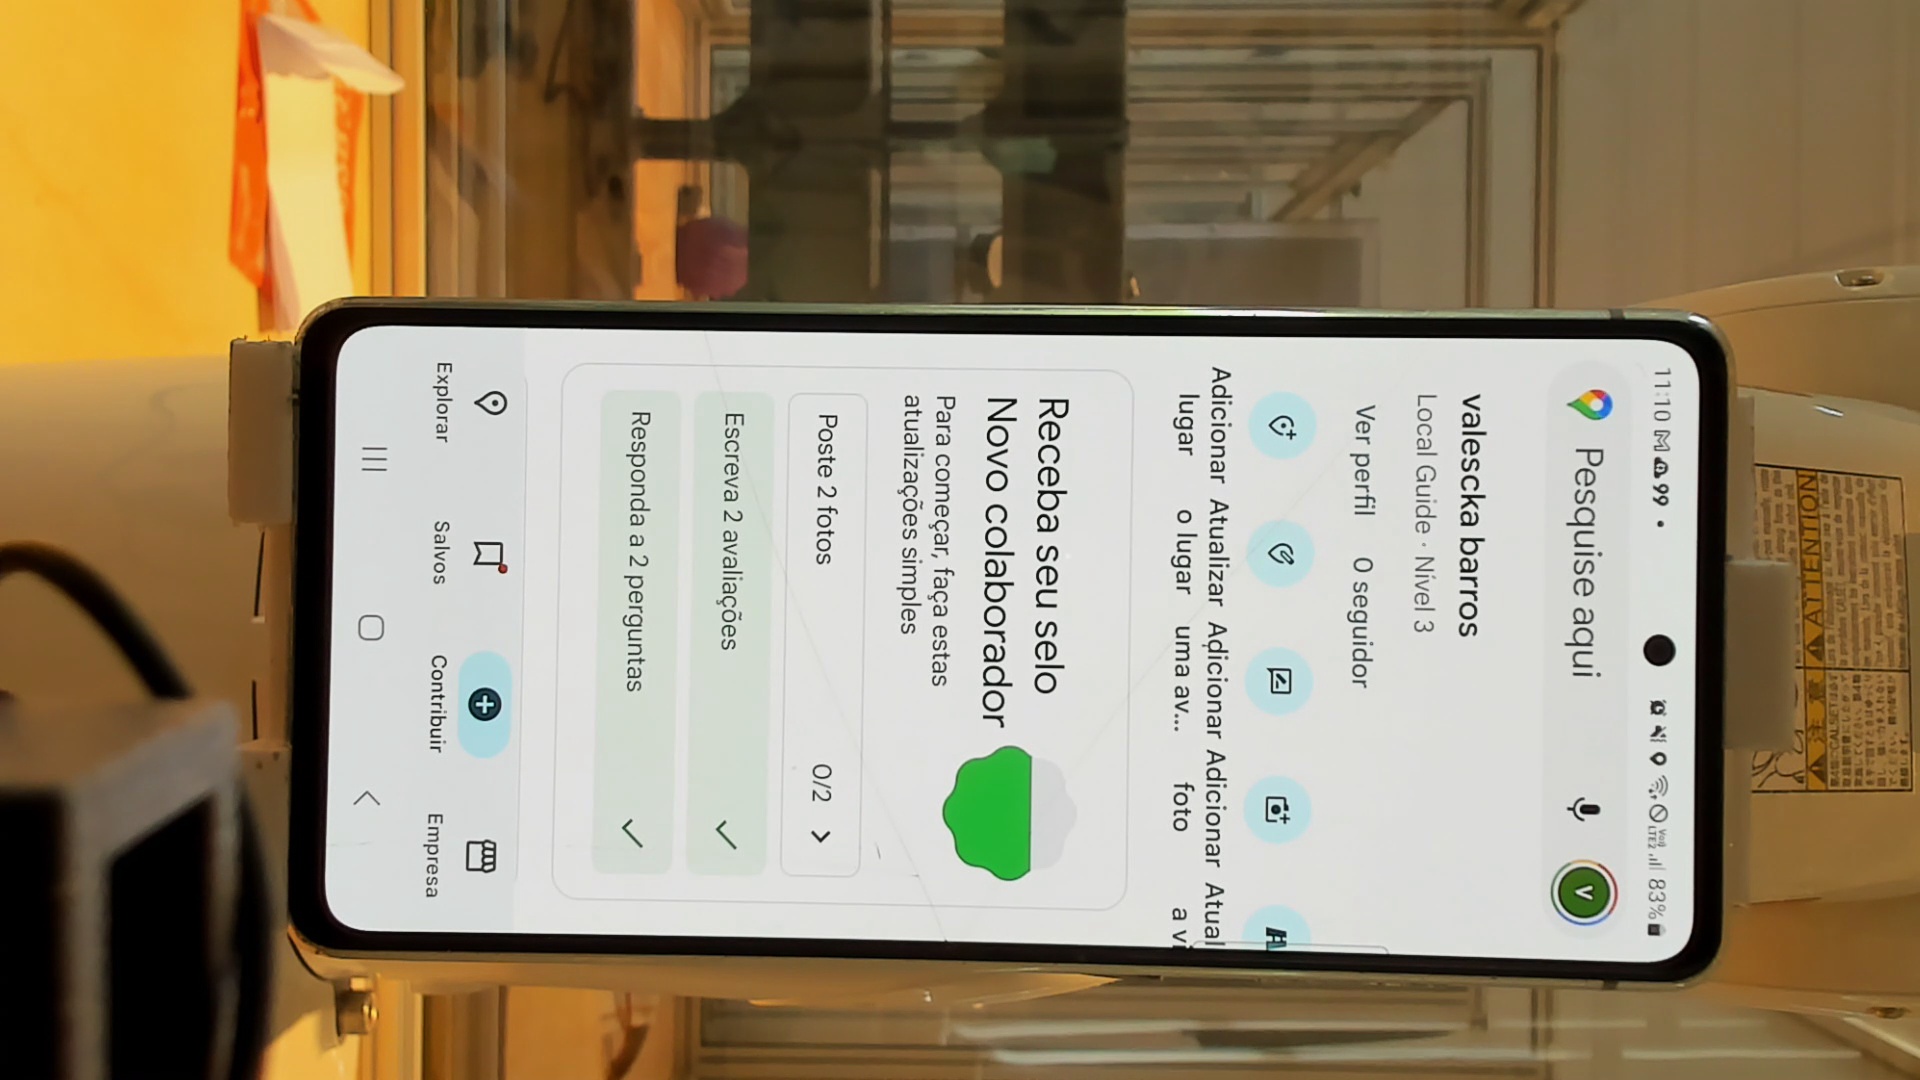 11:10 99
LTE2 83%
Pesquise aqui
V
valescka barros
Local Guide · Nível 3
Ver perfil 0 seguidor
Adicionar lugar
Atualizar o lugar
Adicionar uma av...
Adicionar foto
Atual
a vi
Receba seu selo
Novo colaborador
Para começar, faça estas
atualizações simples
Poste 2 fotos 0/2
Escreva 2 avaliações
Responda a 2 perguntas
Explorar
Salvos
Contribuir
Empresa
ATTENTION